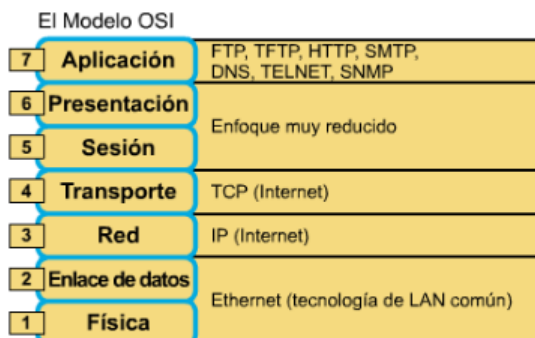 El Modelo OSI
7 Aplicación FTP, TFTP, HTTP, SMTP,
DNS, TELNET, SNMP
6 Presentación
Enfoque muy reducido
5 Sesión
4 Transporte TCP (Internet)
3 Red IP (Internet)
2 Enlace de datos
Ethernet (tecnología de LAN común)
1 Física